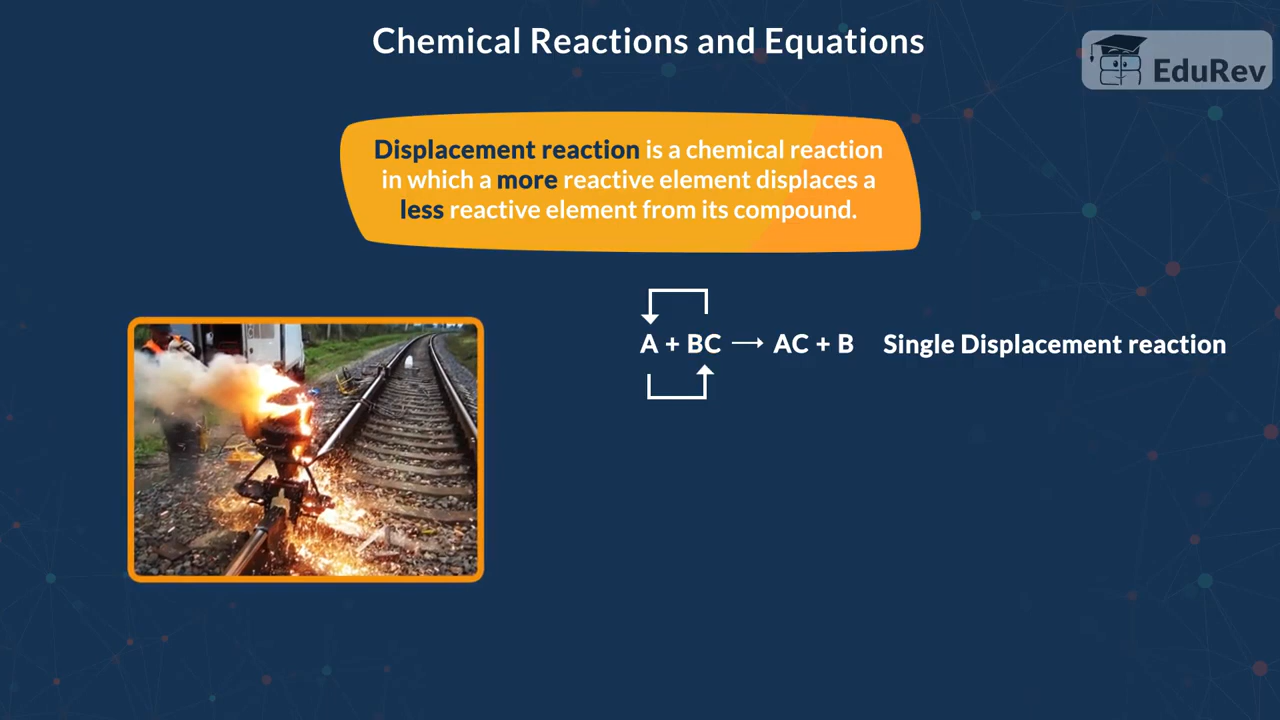 Chemical Reactions and Equations
EduRev
Displacement reaction is a chemical reaction
in which a more reactive element displaces a
less reactive element from its compound.
A + BC → AC + B Single Displacement reaction